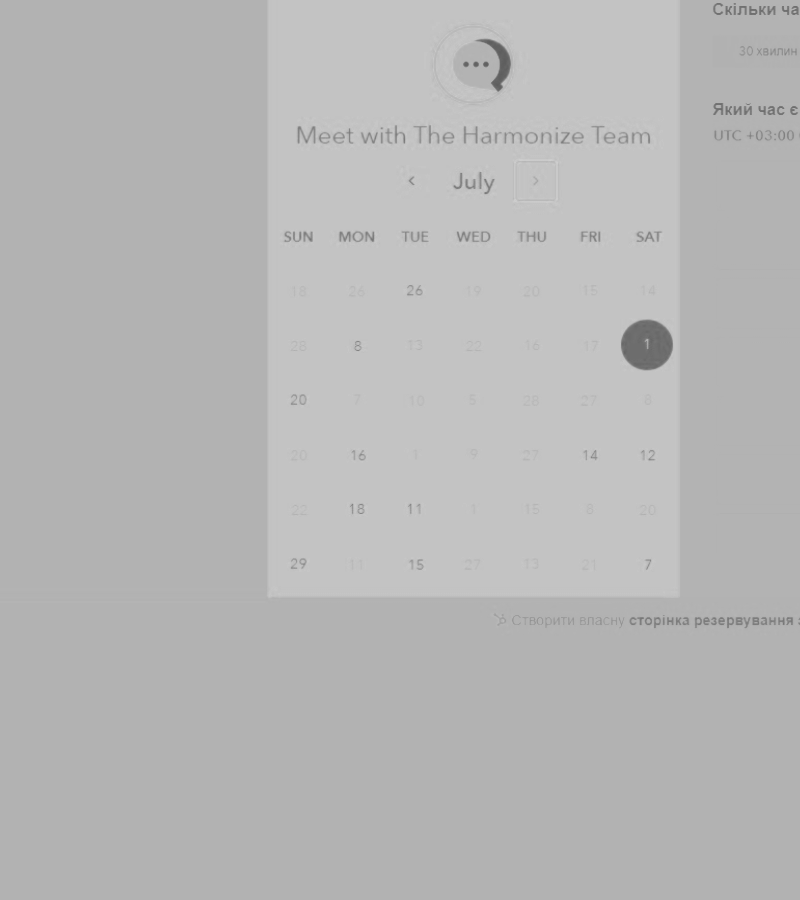 Скільки ча
30 хвилин
Meet with The Harmonize Team
Який час є
UTC +03:00
July
SUN MON TUE WED THU FRI SAT
18 26 26 19 20 15 14
28 8 13 22 16 17 1
20 7 10 5 28 27 6
20 16 1 9 27 14 12
22 18 11 1 15 8 20
29 11 15 27 13 21 7
Створити власну сторінка резервування